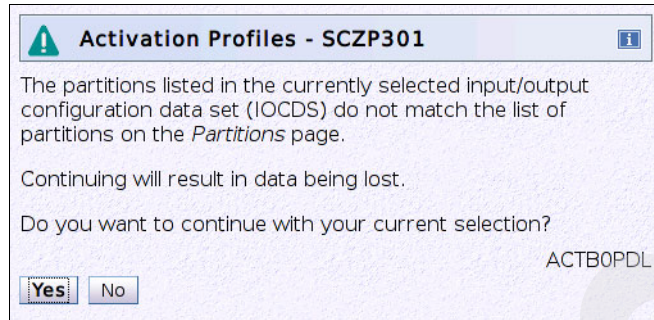 Activation Profiles - SCZP301
i
The partitions listed in the currently selected input/output
configuration data set (IOCDS) do not match the list of
partitions on the Partitions page.
Continuing will result in data being lost.
Do you want to continue with your current selection?
ACTB0PDL
Yes No